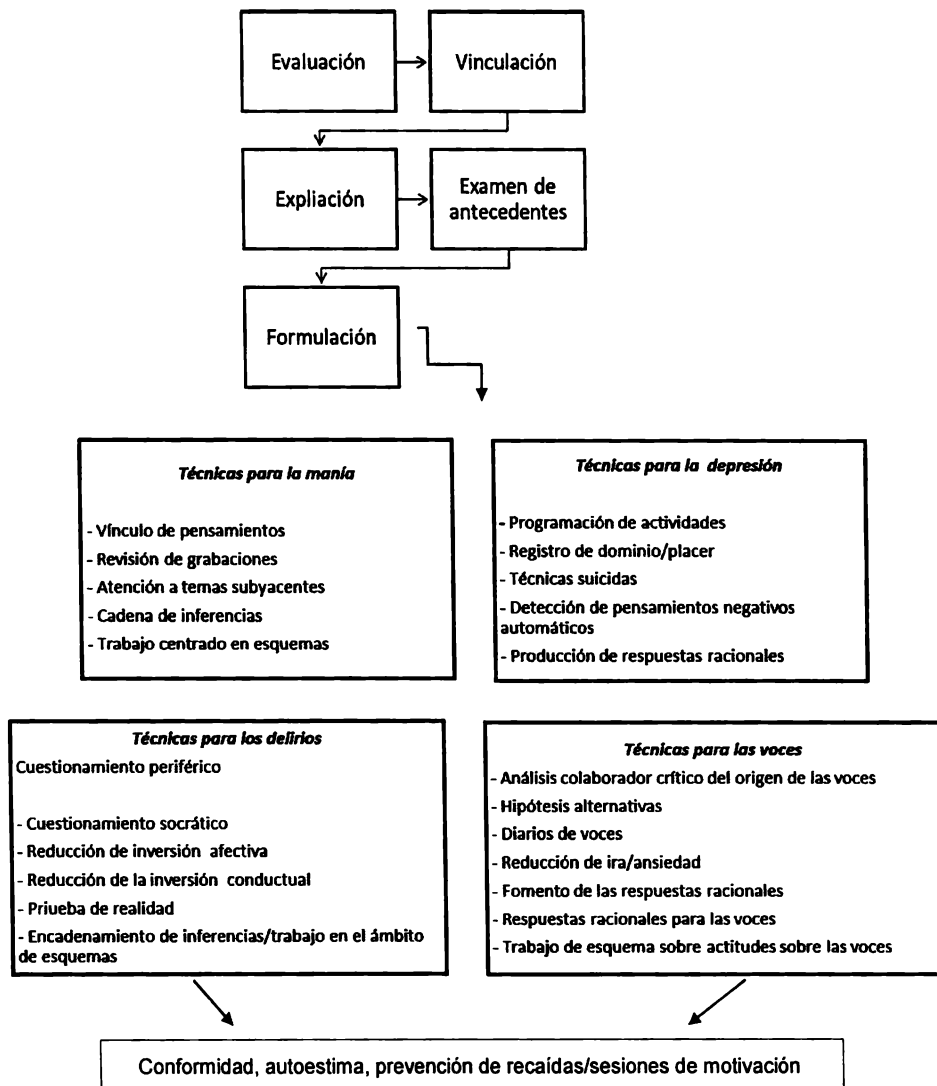 Evaluación
Vinculación
Expliación
Examen de
antecedentes
Formulación
Técnicas para la manía
- Vínculo de pensamientos
- Revisión de grabaciones
- Atención a temas subyacentes
- Cadena de inferencias
- Trabajo centrado en esquemas
Técnicas para la depresión
- Programación de actividades
- Registro de dominio/placer
- Técnicas suicidas
- Detección de pensamientos negativos
automáticos
- Producción de respuestas racionales
Técnicas para los delirios
Cuestionamiento periférico
- Cuestionamiento socrático
- Reducción de inversión afectiva
- Reducción de la inversión conductual
- Priueba de realidad
- Encadenamiento de inferencias/trabajo en el ámbito
de esquemas
Técnicas para las voces
- Análisis colaborador crítico del origen de las voces
- Hipótesis alternativas
- Diarios de voces
- Reducción de ira/ansiedad
- Fomento de las respuestas racionales
- Respuestas racionales para las voces
- Trabajo de esquema sobre actitudes sobre las voces
Conformidad, autoestima, prevención de recaídas/sesiones de motivación